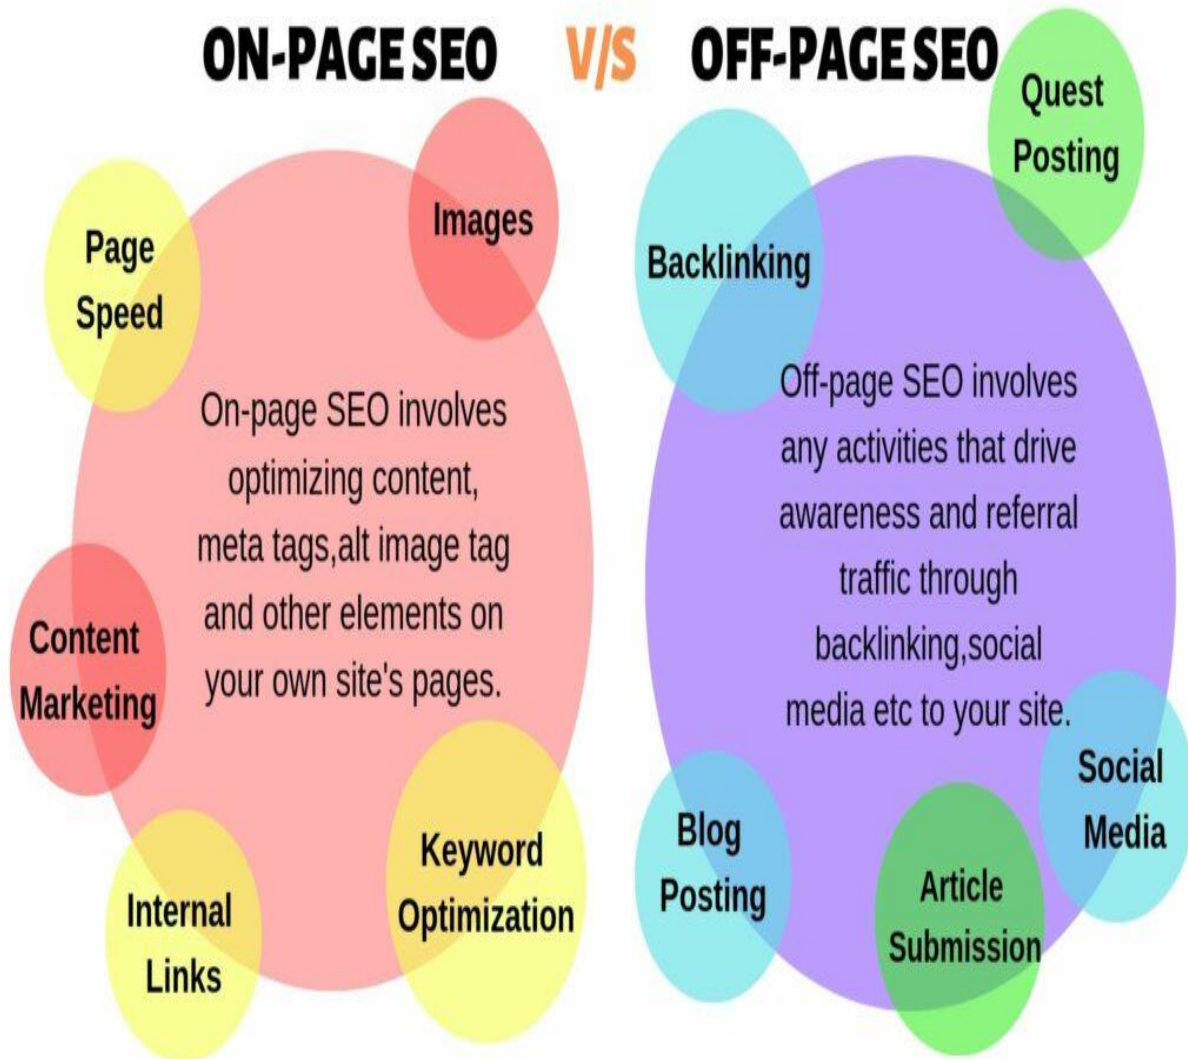 ON-PAGE SEO V/S OFF-PAGE SEO
Page
Speed
Images
On-page SEO involves
optimizing content,
meta tags,alt image tag
and other elements on
your own site's pages.
Content
Marketing
Internal
Links
Keyword
Optimization
Quest
Posting
Backlinking
Off-page SEO involves
any activities that drive
awareness and referral
traffic through
backlinking,social
media etc to your site.
Social
Media
Blog
Posting
Article
Submission